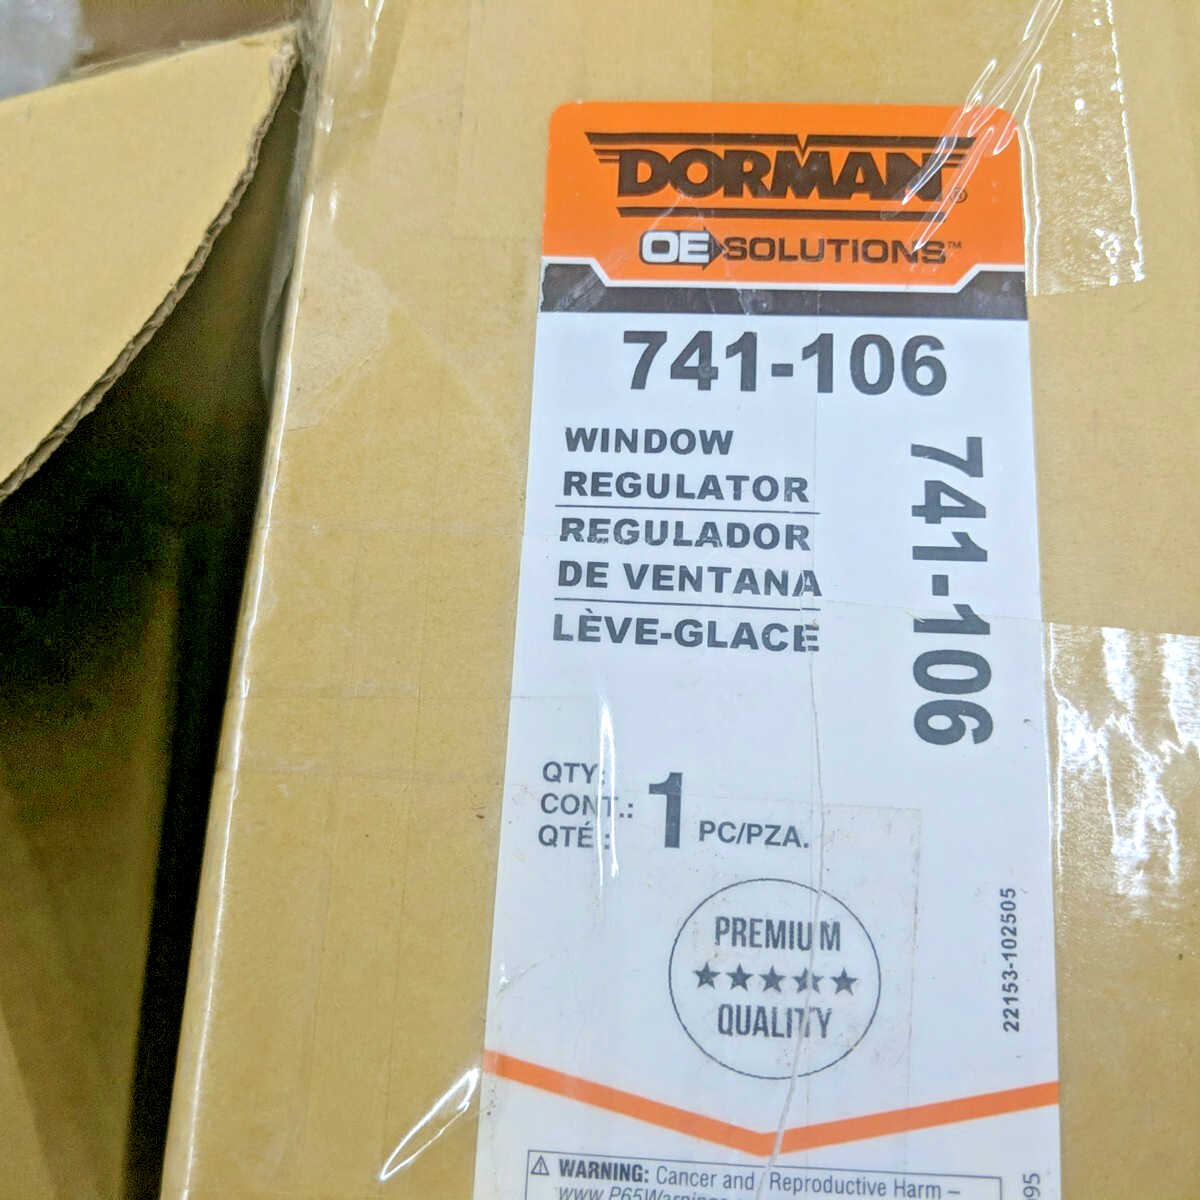 DORMAN®
OE SOLUTIONS™
741-106
WINDOW
REGULATOR
REGULADOR
DE VENTANA
LÈVE-GLACE
741-106
QTY:
CONT.:
QTÉ :
1 PC/PZA.
PREMIUM
★★★★★
QUALITY
22153-102505
⚠ WARNING: Cancer and Reproductive Harm –